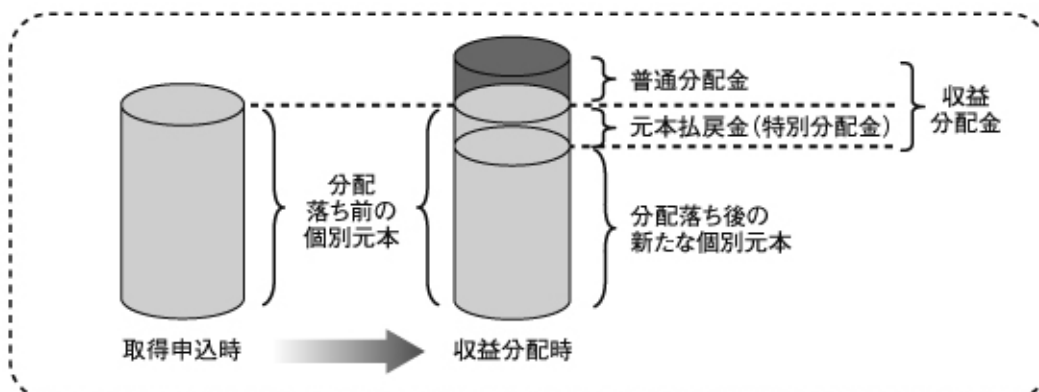 普通分配金
収益
分配金
元本払戻金(特別分配金)
分配
落ち前の
個別元本
分配落ち後の
新たな個別元本
取得申込時
収益分配時